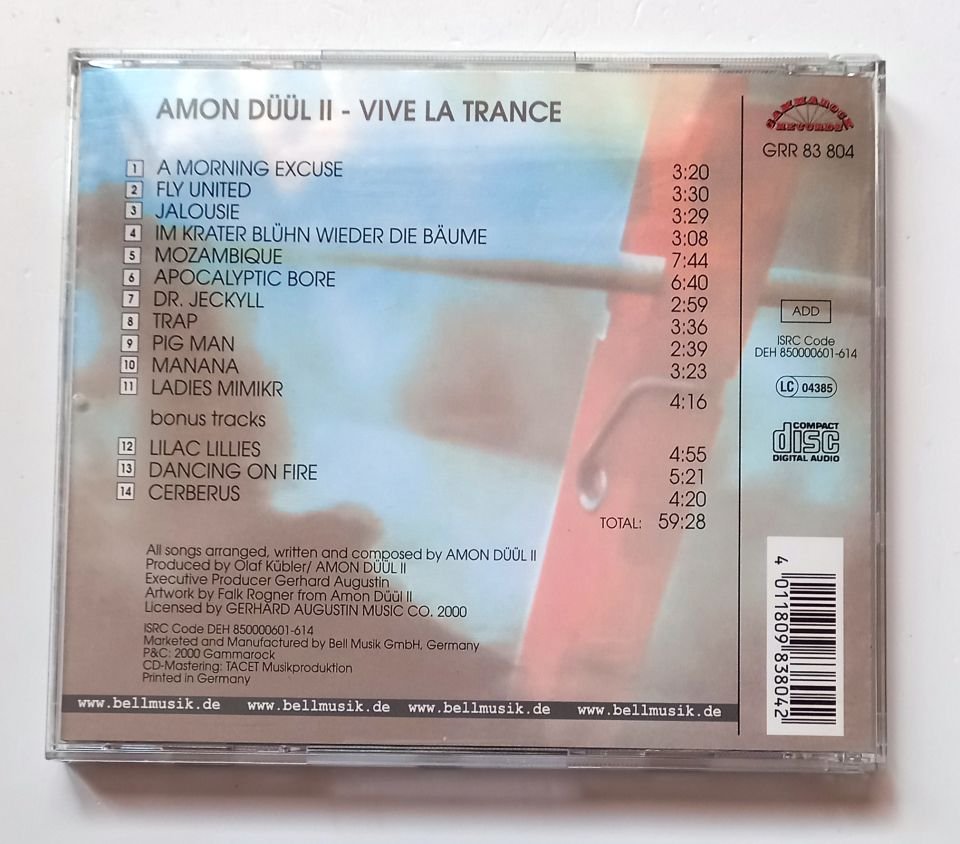 AMON DÜÜL II - VIVE LA TRANCE
1 A MORNING EXCUSE 3:20
2 FLY UNITED 3:30
3 JALOUSIE 3:29
4 IM KRATER BLÜHN WIEDER DIE BÄUME 3:08
5 MOZAMBIQUE 7:44
6 APOCALYPTIC BORE 6:40
7 DR. JECKYLL 2:59
8 TRAP 3:36
9 PIG MAN 2:39
10 MANANA 3:23
11 LADIES MIMIKR 4:16
bonus tracks
12 LILAC LILLIES 4:55
13 DANCING ON FIRE 5:21
14 CERBERUS 4:20
TOTAL: 59:28
All songs arranged, written and composed by AMON DÜÜL II
Produced by Olaf Kübler/ AMON DÜÜL II
Executive Producer Gerhard Augustin
Artwork by Falk Rogner from Amon Düül II
Licensed by GERHARD AUGUSTIN MUSIC CO. 2000
ISRC Code DEH 850000601-614
Marketed and Manufactured by Bell Musik GmbH, Germany
P&C: 2000 Gammarock
CD-Mastering: TACET Musikproduktion
Printed in Germany
www.bellmusik.de www.bellmusik.de www.bellmusik.de www.bellmusik.de
GAMMAROCK
RECORDS
GRR 83 804
ADD
ISRC Code
DEH 850000601-614
LC 04385
COMPACT
disc
DIGITAL AUDIO
4 011809 838042